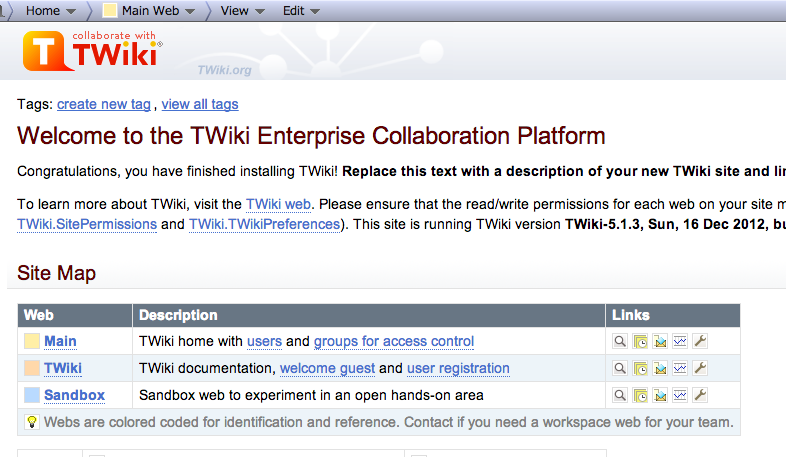 Home Main Web View Edit
collaborate with
TWiki®
TWiki.org
Tags: create new tag , view all tags
Welcome to the TWiki Enterprise Collaboration Platform
Congratulations, you have finished installing TWiki! Replace this text with a description of your new TWiki site and
To learn more about TWiki, visit the TWiki web. Please ensure that the read/write permissions for each web on your site
TWiki.SitePermissions and TWiki.TWikiPreferences). This site is running TWiki version TWiki-5.1.3, Sun, 16 Dec 2012,
Site Map
Web Description Links
Main TWiki home with users and groups for access control
TWiki TWiki documentation, welcome guest and user registration
Sandbox Sandbox web to experiment in an open hands-on area
Webs are colored coded for identification and reference. Contact if you need a workspace web for your team.